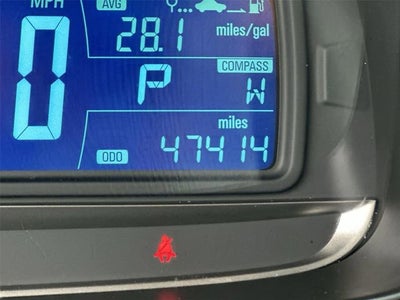 MPH AVG
28.1 miles/gal
0 P COMPASS
W
miles
ODO 47414